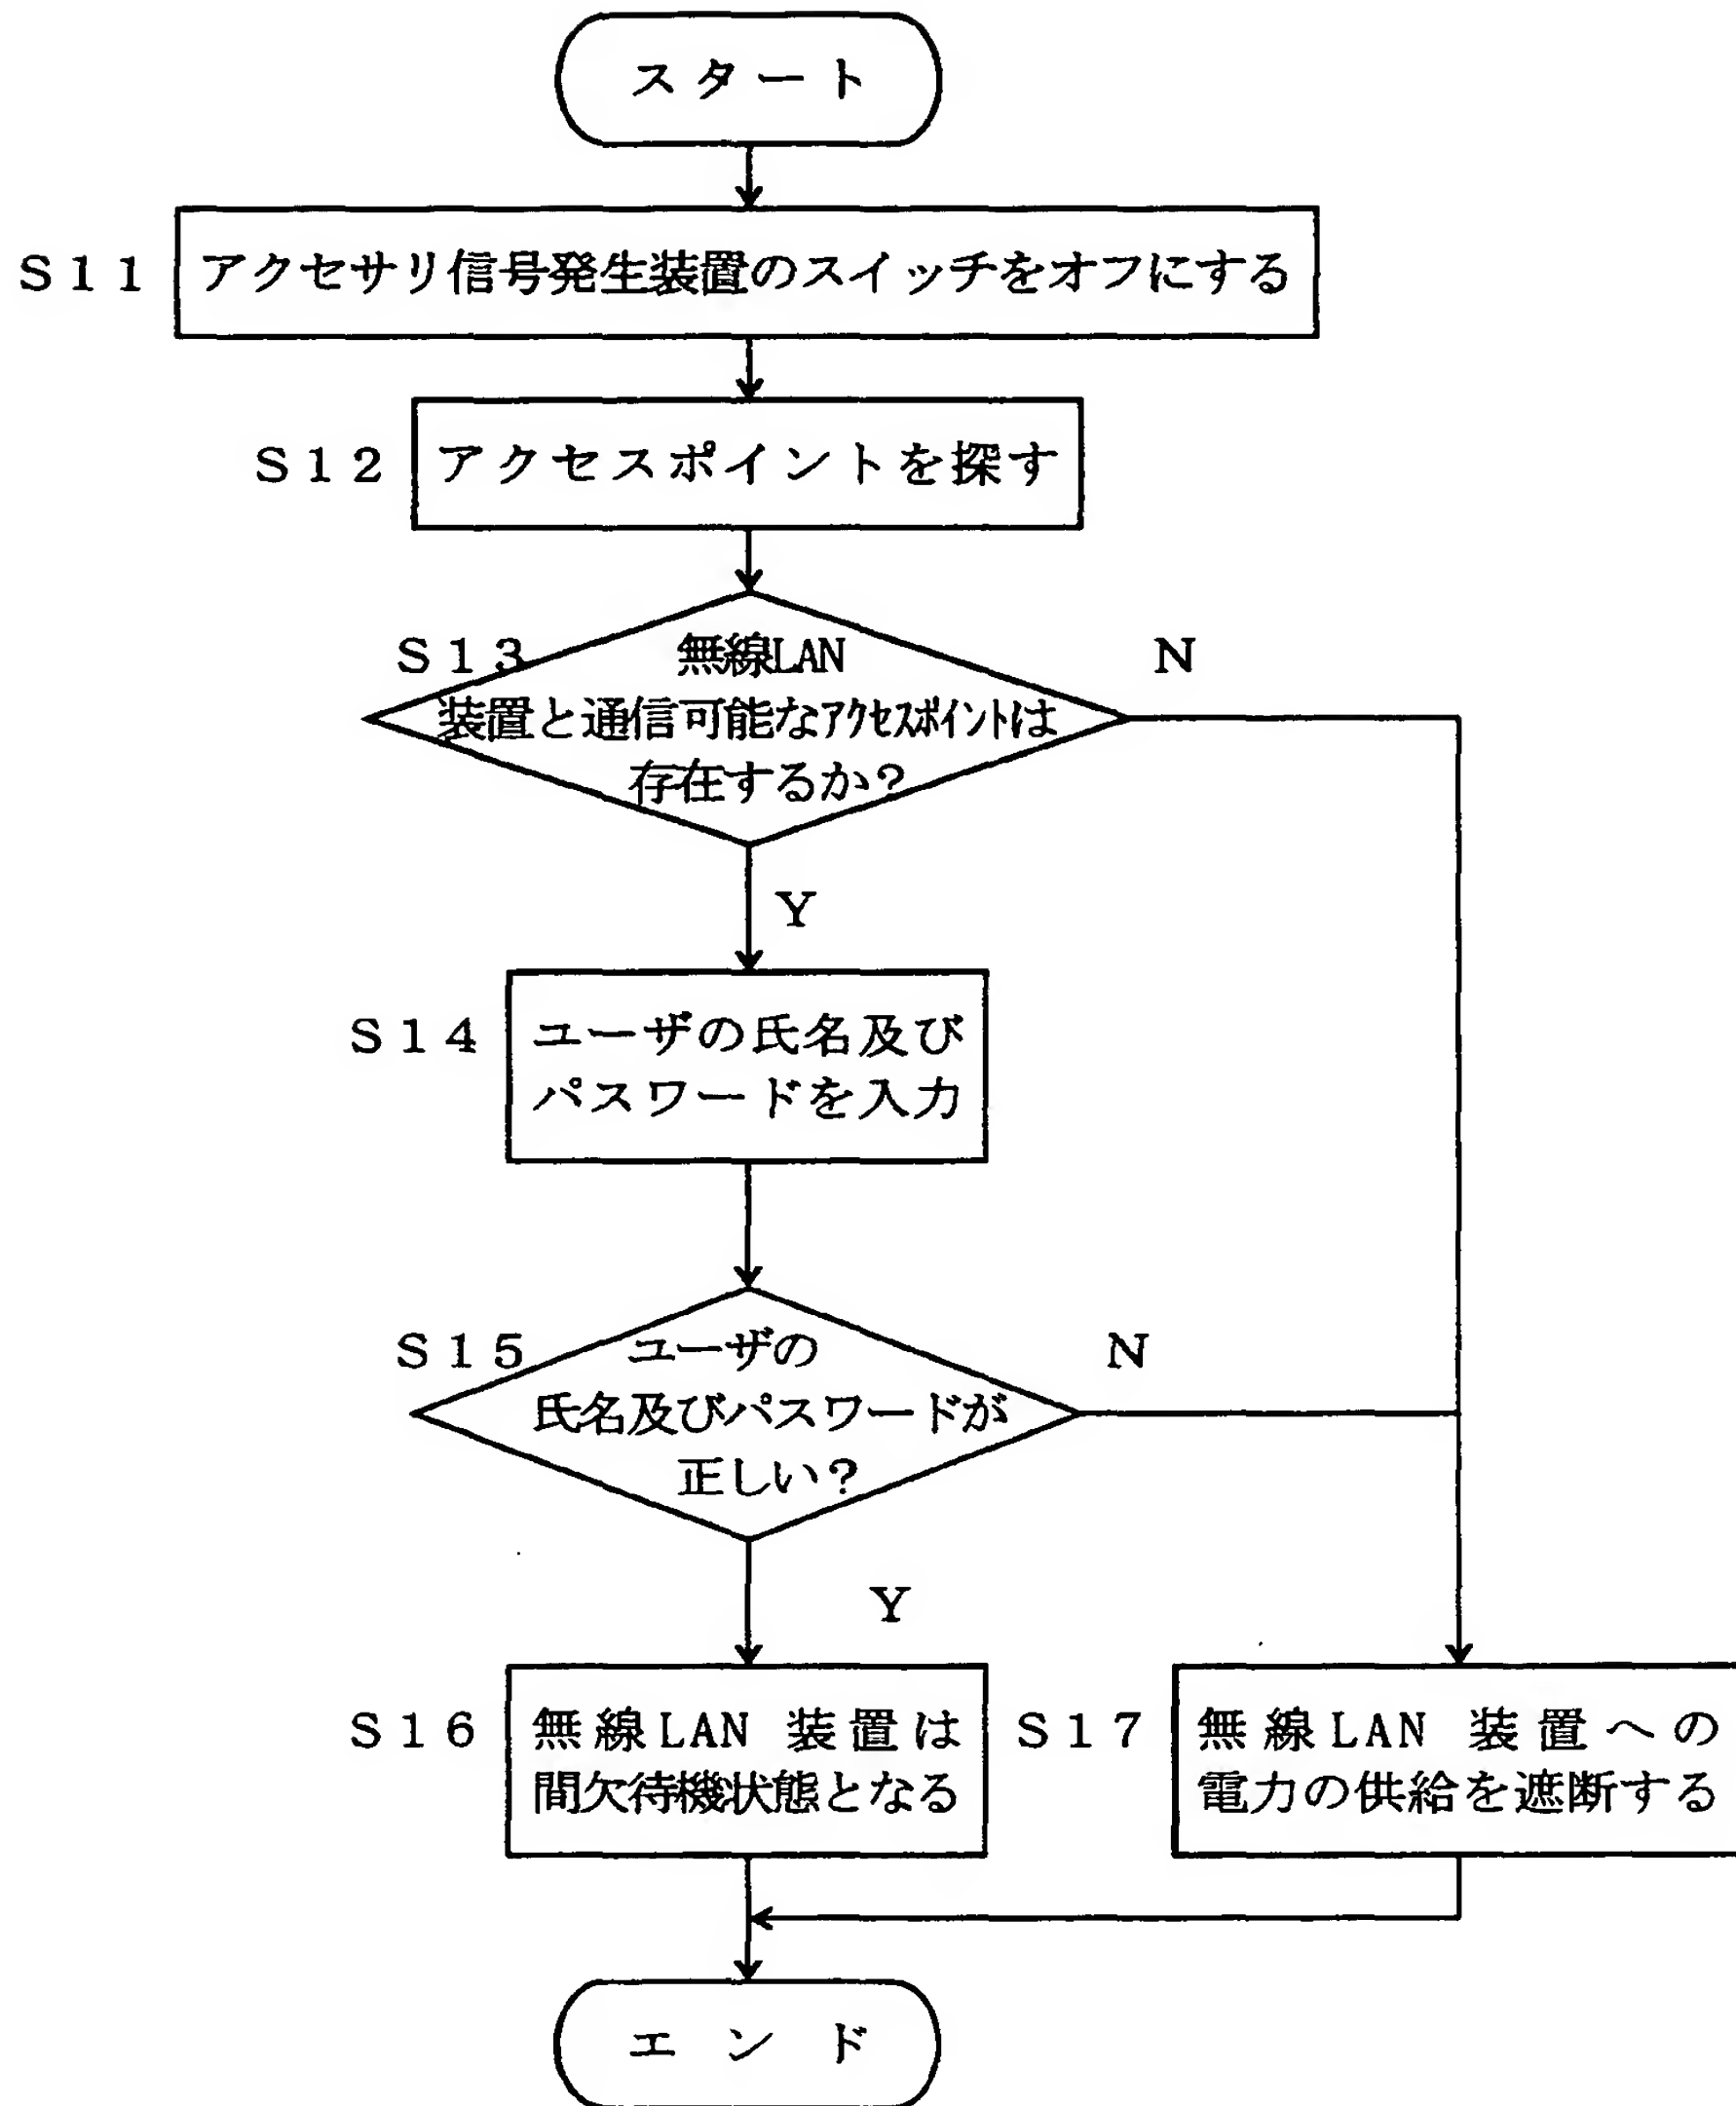 スタート
S11 アクセサリ信号発生装置のスイッチをオフにする
S12 アクセスポイントを探す
S13 無線LAN N
装置と通信可能なアクセスポイントは
存在するか?
Y
S14 ユーザの氏名及び
パスワードを入力
S15 ユーザの N
氏名及びパスワードが
正しい?
Y
S16 無線LAN 装置は
間欠待機状態となる
S17 無線LAN 装置への
電力の供給を遮断する
エンド